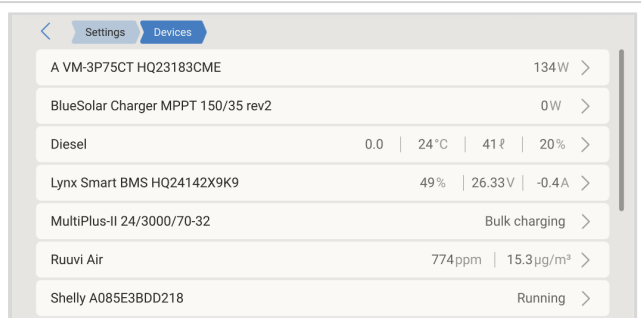 Settings Devices
A VM-3P75CT HQ23183CME 134W
BlueSolar Charger MPPT 150/35 rev2 0W
Diesel 0.0 24°C 41ℓ 20%
Lynx Smart BMS HQ24142X9K9 49% 26.33V -0.4A
MultiPlus-II 24/3000/70-32 Bulk charging
Ruuvi Air 774ppm 15.3µg/m³
Shelly A085E3BDD218 Running